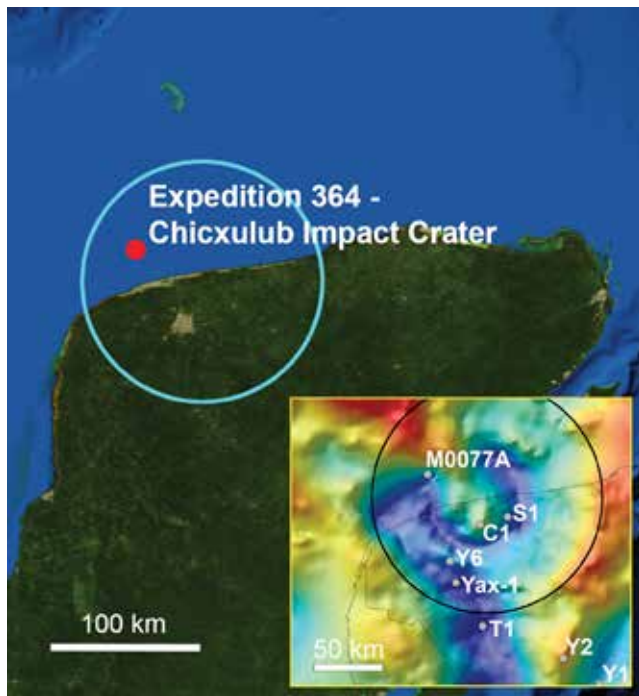 Expedition 364 -
Chicxulub Impact Crater
M0077A
S1
C1
Y6
Yax-1
T1
Y2
Y1
100 km
50 km